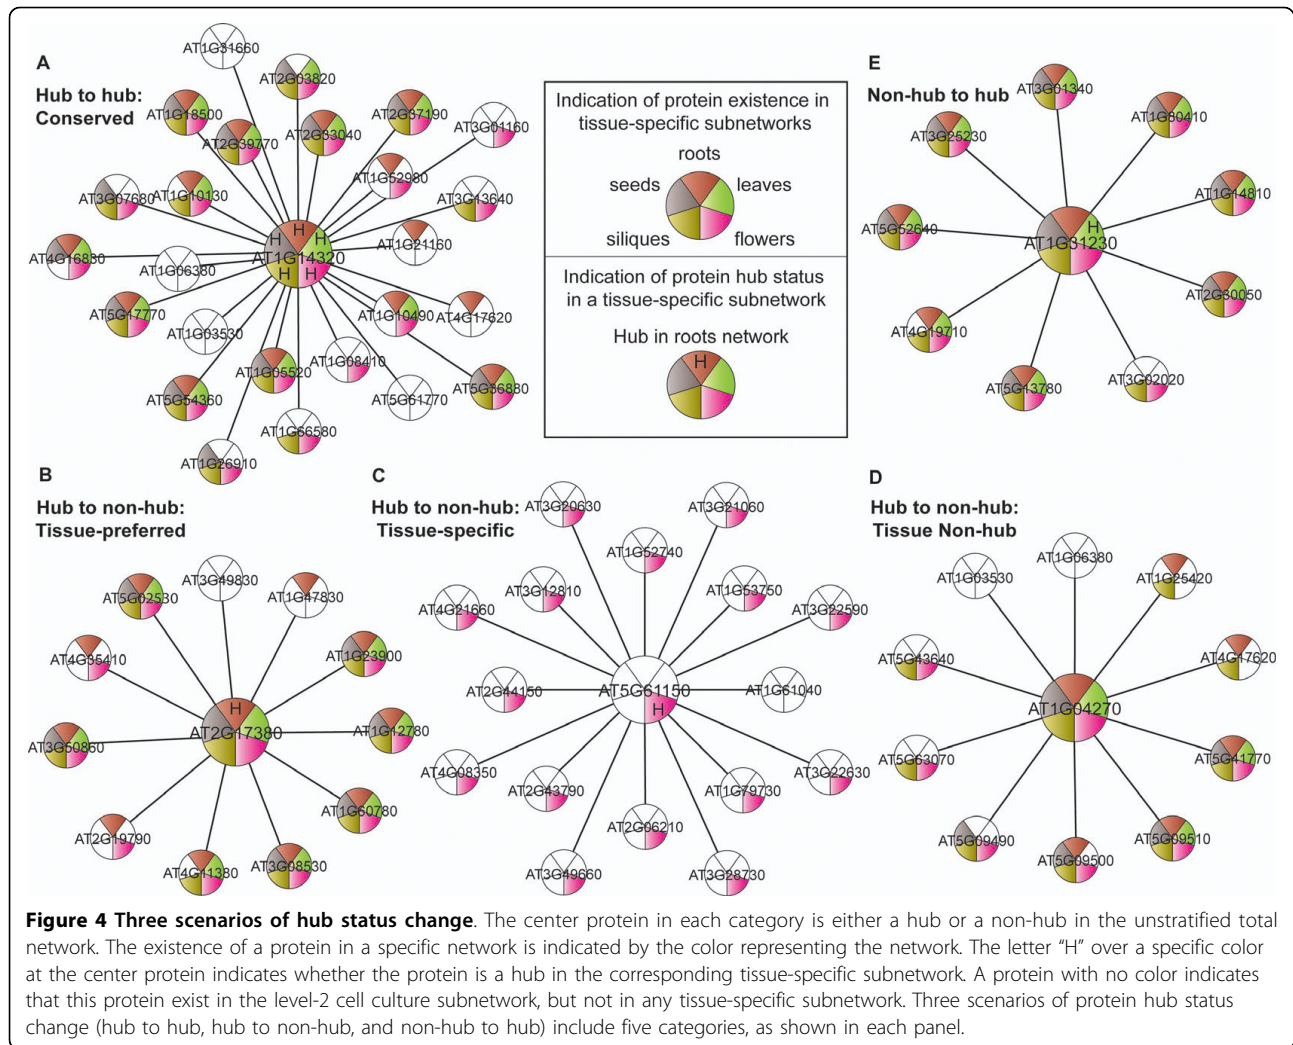 A
Hub to hub:
Conserved
AT1G31660
AT2G03820
AT1G18500
AT2G37190
AT2G39770
AT2G33040
AT3G01160
AT1G52980
AT3G07680
AT1G10130
AT3G13640
H H H
AT1G21160
AT4G16830
AT1G14320
AT1G06380
H H
AT5G17770
AT1G10490
AT4G17620
AT1G03530
AT1G08410
AT1G05520
AT5G36880
AT5G54360
AT5G61770
AT1G66580
AT1G26910
Indication of protein existence in
tissue-specific subnetworks
roots
seeds
leaves
siliques
flowers
Indication of protein hub status
in a tissue-specific subnetwork
Hub in roots network
H
E
Non-hub to hub
AT3G01340
AT1G30410
AT3G25230
AT1G14810
AT5G52640
H
AT1G31230
AT2G30050
AT4G19710
AT3G02020
AT5G13780
B
Hub to non-hub:
Tissue-preferred
AT3G49830
AT5G02530
AT1G47830
AT4G35410
AT1G23900
H
AT2G17380
AT3G50860
AT1G12780
AT1G60780
AT2G19790
AT4G11380
AT3G08530
C
Hub to non-hub:
Tissue-specific
AT3G20630
AT3G21060
AT1G52740
AT3G12810
AT1G53750
AT4G21660
AT3G22590
AT2G44150
AT5G61150
AT1G61040
H
AT4G08350
AT3G22630
AT2G43790
AT1G79730
AT2G06210
AT3G49660
AT3G28730
D
Hub to non-hub:
Tissue Non-hub
AT1G06380
AT1G03530
AT1G25420
AT5G43640
AT4G17620
AT1G04270
AT5G63070
AT5G41770
AT5G09490
AT5G09510
AT5G09500
Figure 4 Three scenarios of hub status change. The center protein in each category is either a hub or a non-hub in the unstratified total
network. The existence of a protein in a specific network is indicated by the color representing the network. The letter “H” over a specific color
at the center protein indicates whether the protein is a hub in the corresponding tissue-specific subnetwork. A protein with no color indicates
that this protein exist in the level-2 cell culture subnetwork, but not in any tissue-specific subnetwork. Three scenarios of protein hub status
change (hub to hub, hub to non-hub, and non-hub to hub) include five categories, as shown in each panel.